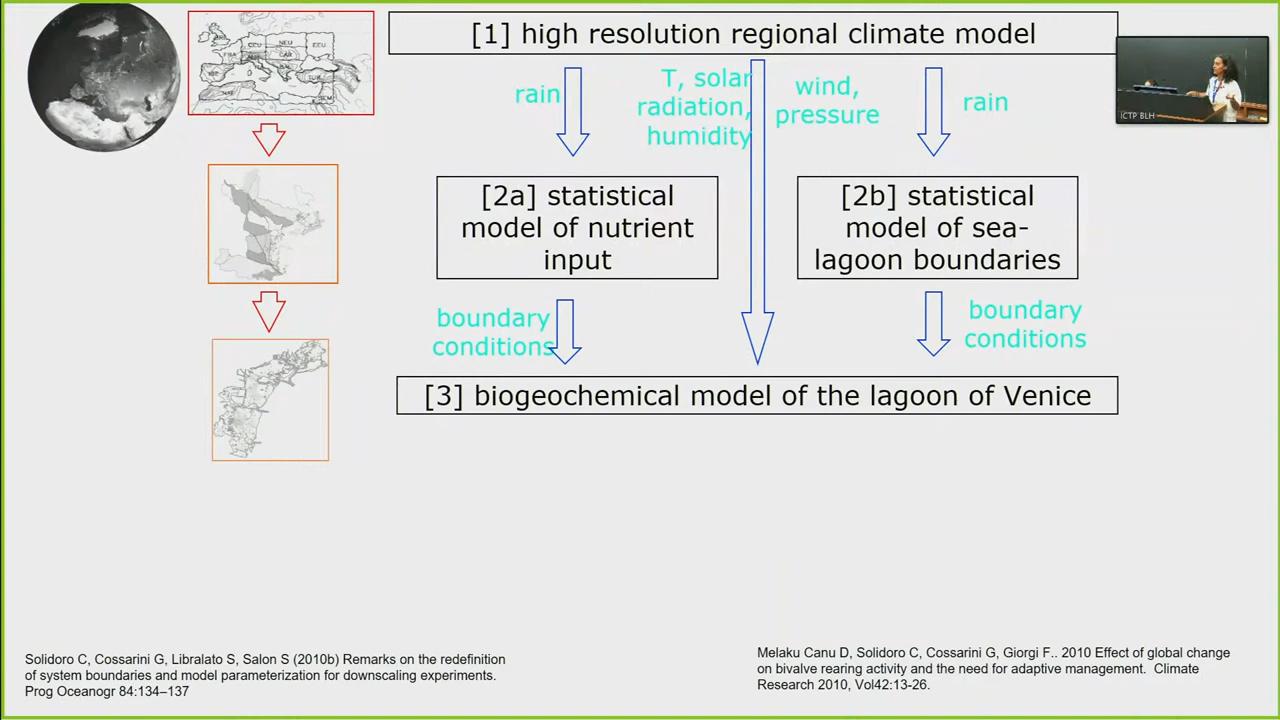 [1] high resolution regional climate model
rain
T, solar
radiation,
humidity
wind,
pressure
rain
ICTP BLH
[2a] statistical
model of nutrient
input
[2b] statistical
model of sea-
lagoon boundaries
boundary
conditions
boundary
conditions
[3] biogeochemical model of the lagoon of Venice
Solidoro C, Cossarini G, Libralato S, Salon S (2010b) Remarks on the redefinition
of system boundaries and model parameterization for downscaling experiments.
Prog Oceanogr 84:134–137
Melaku Canu D, Solidoro C, Cossarini G, Giorgi F.. 2010 Effect of global change
on bivalve rearing activity and the need for adaptive management. Climate
Research 2010, Vol42:13-26.